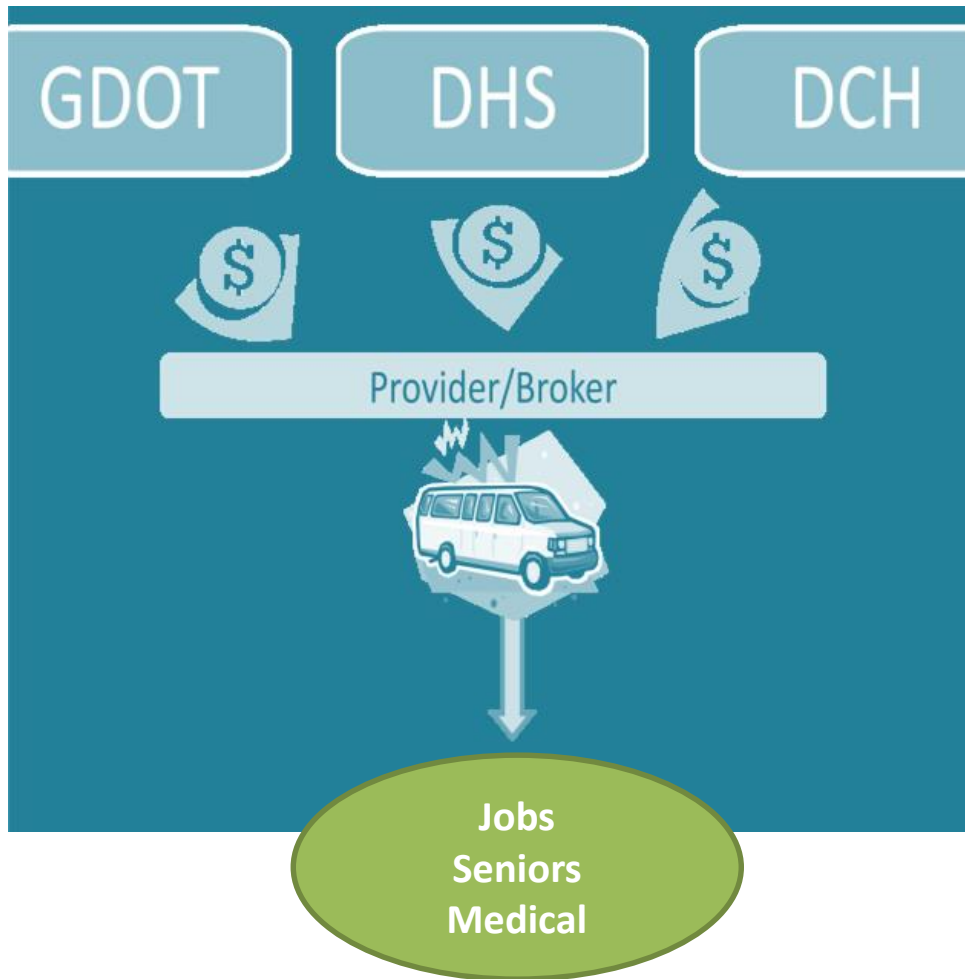 GDOT
DHS
DCH
$
$
$
Provider/Broker
Jobs
Seniors
Medical